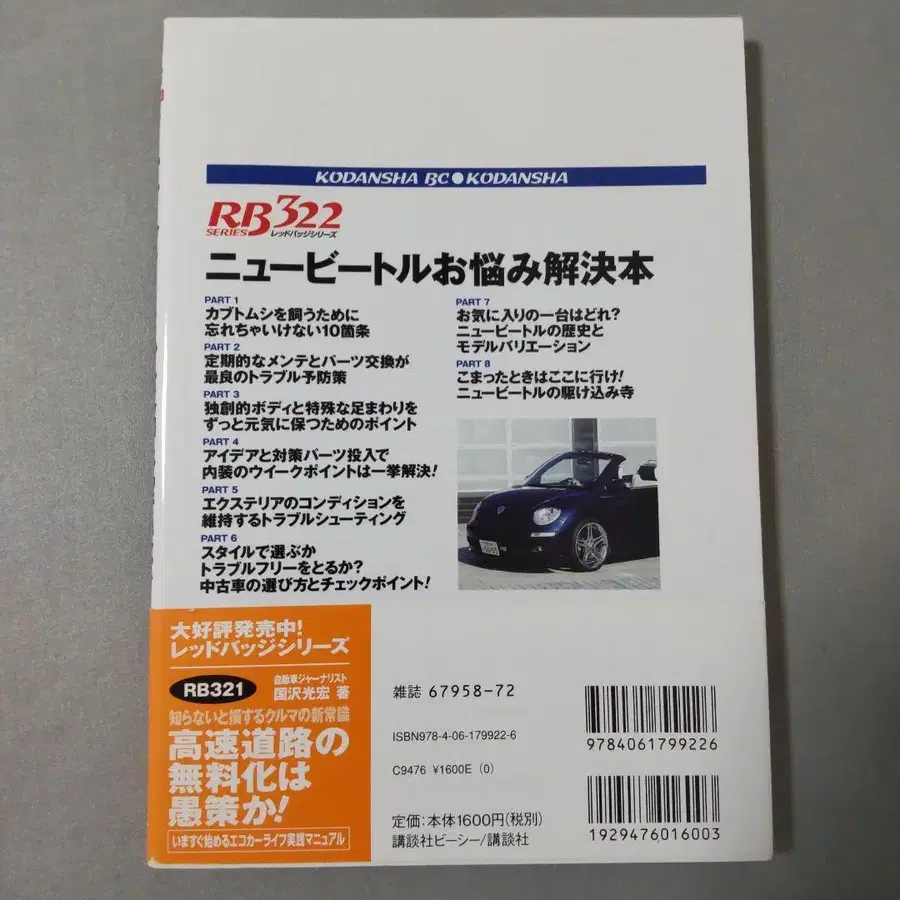 KODANSHA BC●KODANSHA
RB322
SERIES レッドバッジシリーズ
ニュービートルお悩み解決本
PART 1
カブトムシを飼うために
忘れちゃいけない10箇条
PART 2
定期的なメンテとパーツ交換が
最良のトラブル予防策
PART 3
独創的ボディと特殊な足まわりを
ずっと元気に保つためのポイント
PART 4
アイデアと対策パーツ投入で
内装のウイークポイントは一挙解決!
PART 5
エクステリアのコンディションを
維持するトラブルシューティング
PART 6
スタイルで選ぶか
トラブルフリーをとるか?
中古車の選び方とチェックポイント!
PART 7
お気に入りの一台はどれ?
ニュービートルの歴史と
モデルバリエーション
PART 8
こまったときはここに行け!
ニュービートルの駆け込み寺
大好評発売中!
レッドバッジシリーズ
RB321
自動車ジャーナリスト
国沢光宏 著
知らないと損するクルマの新常識
高速道路の
無料化は
愚策か!
いますぐ始めるエコカーライフ実践マニュアル
雑誌 67958-72
ISBN978-4-06-179922-6
C9476 ¥1600E (0)
定価:本体1600円(税別)
講談社ビーシー/講談社
9784061799226
1929476016003